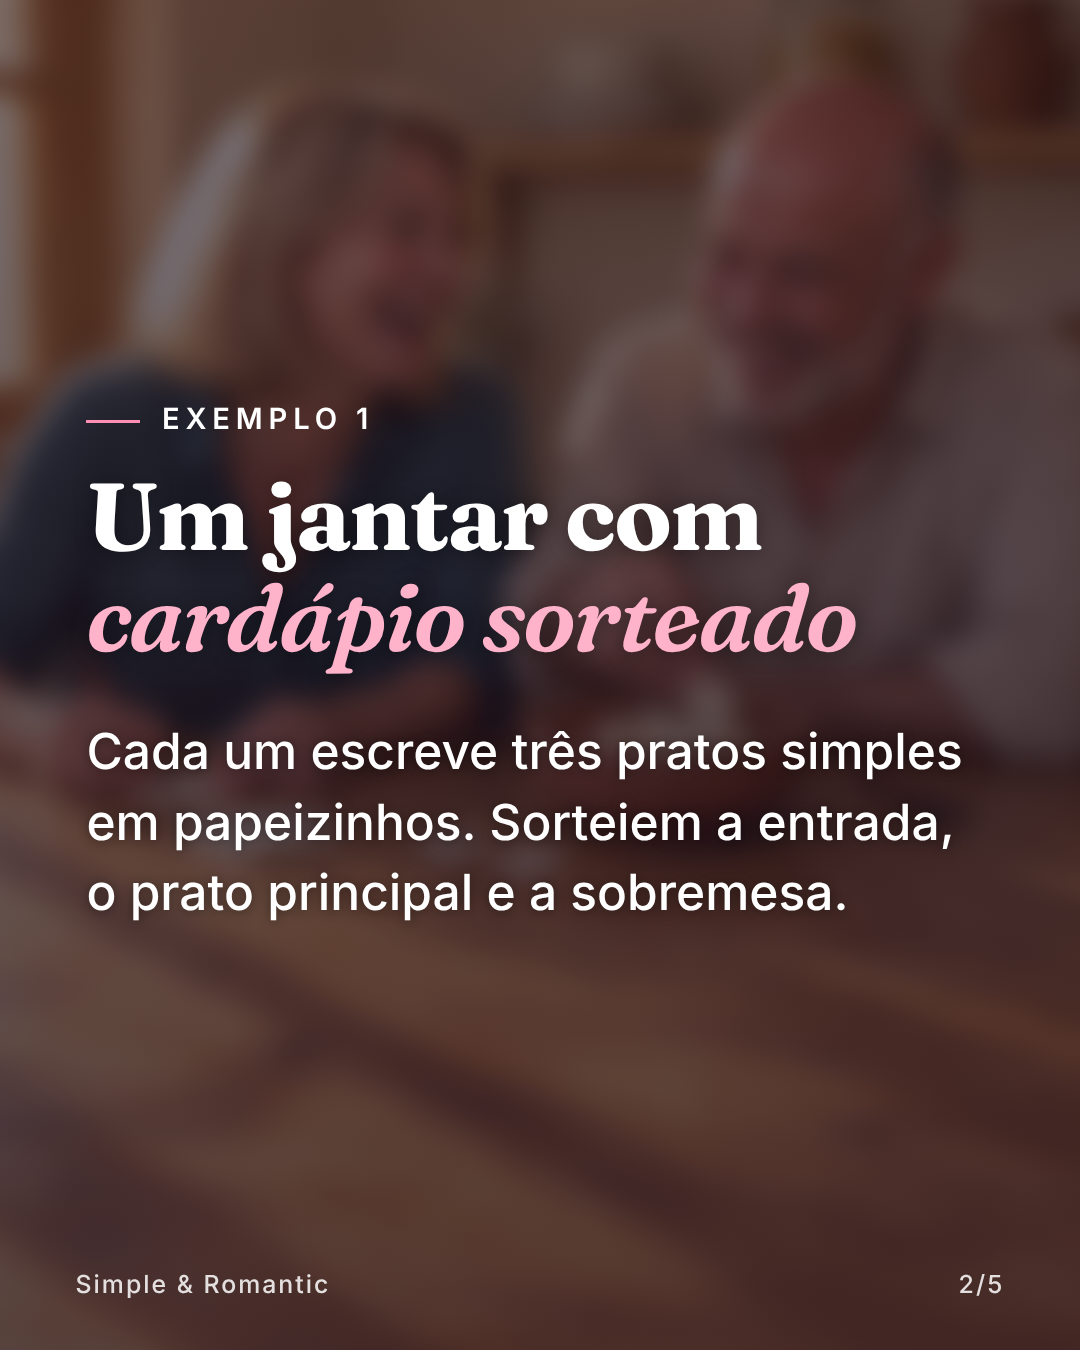 EXEMPLO 1
Um jantar com
cardápio sorteado
Cada um escreve três pratos simples
em papeizinhos. Sorteiem a entrada,
o prato principal e a sobremesa.
Simple & Romantic
2/5